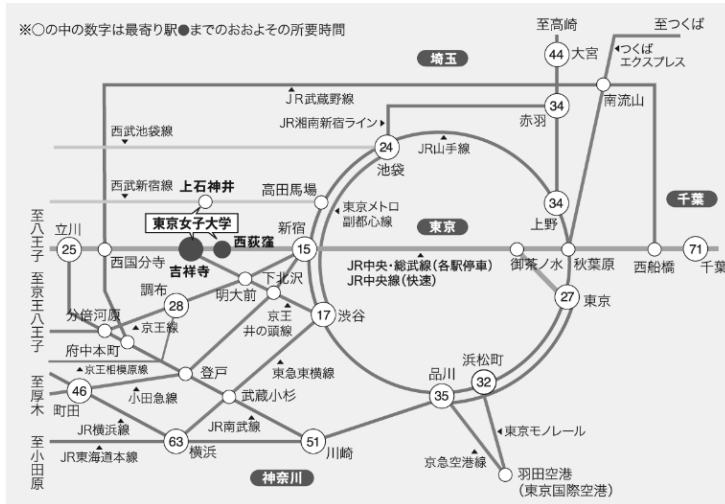 ※○の中の数字は最寄り駅●までのおおよその所要時間
至高崎
至つくば
44
大宮
つくば
エクスプレス
埼玉
JR武蔵野線
南流山
JR湘南新宿ライン
34
赤羽
西武池袋線
24
池袋
JR山手線
西武新宿線
上石神井
高田馬場
34
上野
千葉
東京メトロ
副都心線
東京女子大学
至八王子
立川
25
西国分寺
吉祥寺
西荻窪
新宿
15
東京
JR中央・総武線(各駅停車)
JR中央線(快速)
御茶ノ水
秋葉原
西船橋
71
千葉
至京王八王子
調布
28
明大前
下北沢
27
東京
分倍河原
京王線
京王
井の頭線
17
渋谷
府中本町
京王相模原線
登戸
東急東横線
品川
35
浜松町
32
至厚木
46
町田
小田急線
武蔵小杉
JR横浜線
63
横浜
JR南武線
51
川崎
東京モノレール
至小田原
JR東海道本線
神奈川
京急空港線
羽田空港
(東京国際空港)